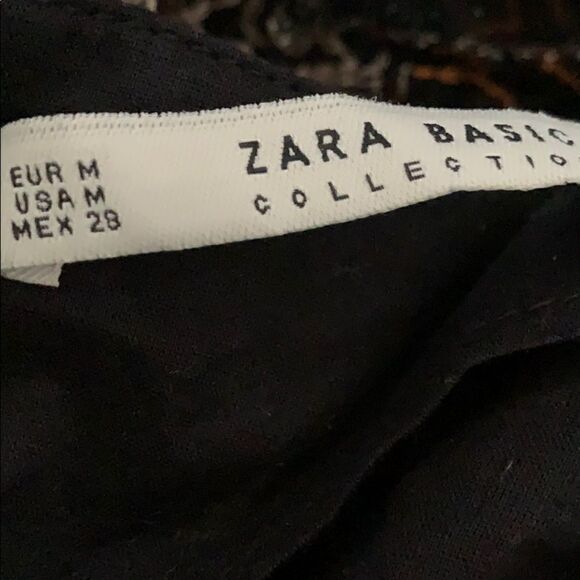 EUR M
USA M
MEX 28
ZARA BASIC
COLLECTIO